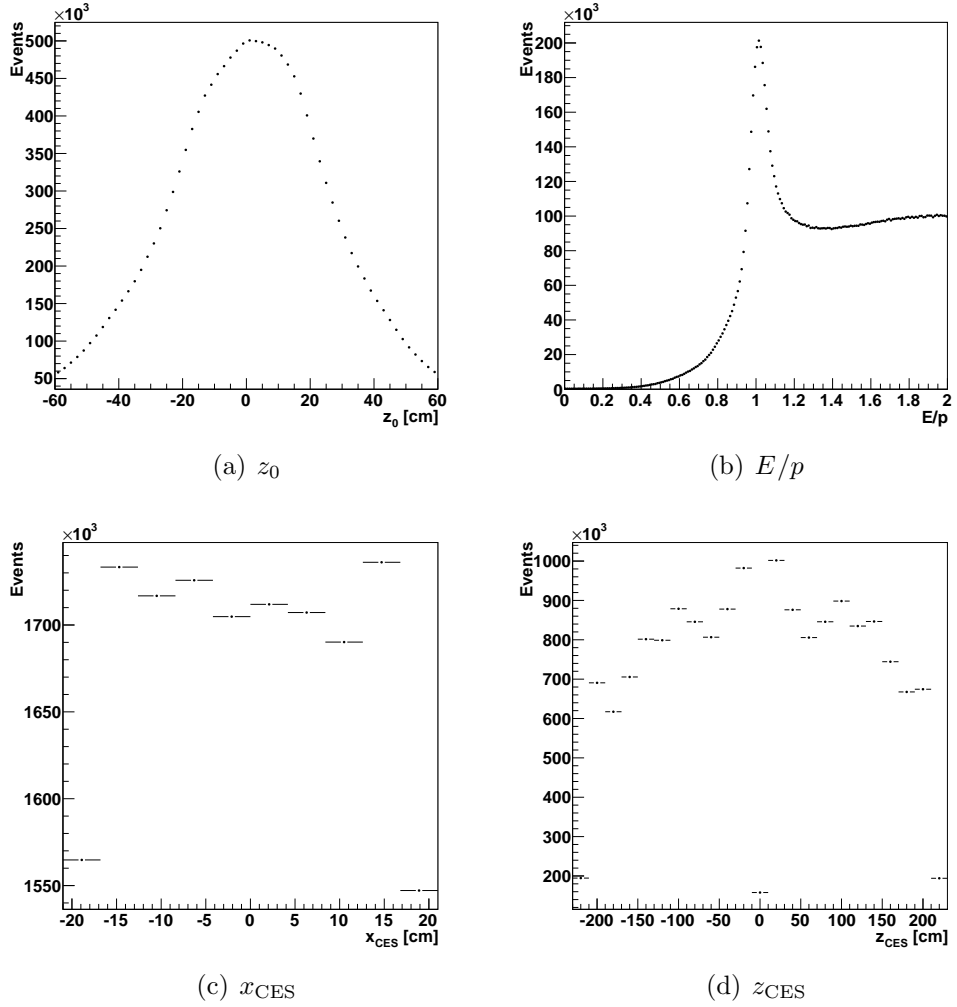 ×10³
Events
500
450
400
350
300
250
200
150
100
50
-60 -40 -20 0 20 40 60
z₀ [cm]
(a) z₀
×10³
Events
200
180
160
140
120
100
80
60
40
20
0
0 0.2 0.4 0.6 0.8 1 1.2 1.4 1.6 1.8 2
E/p
(b) E/p
×10³
Events
1700
1650
1600
1550
-20 -15 -10 -5 0 5 10 15 20
x_CES [cm]
(c) x_CES
×10³
Events
1000
900
800
700
600
500
400
300
200
-200 -150 -100 -50 0 50 100 150 200
z_CES [cm]
(d) z_CES